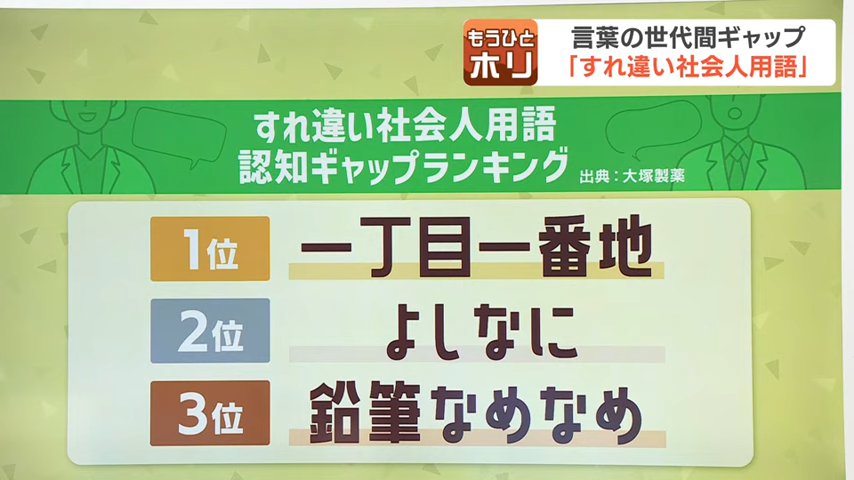 もうひと
ホリ
言葉の世代間ギャップ
「すれ違い社会人用語」
すれ違い社会人用語
認知ギャップランキング
出典：大塚製薬
1位 一丁目一番地
2位 よしなに
3位 鉛筆なめなめ